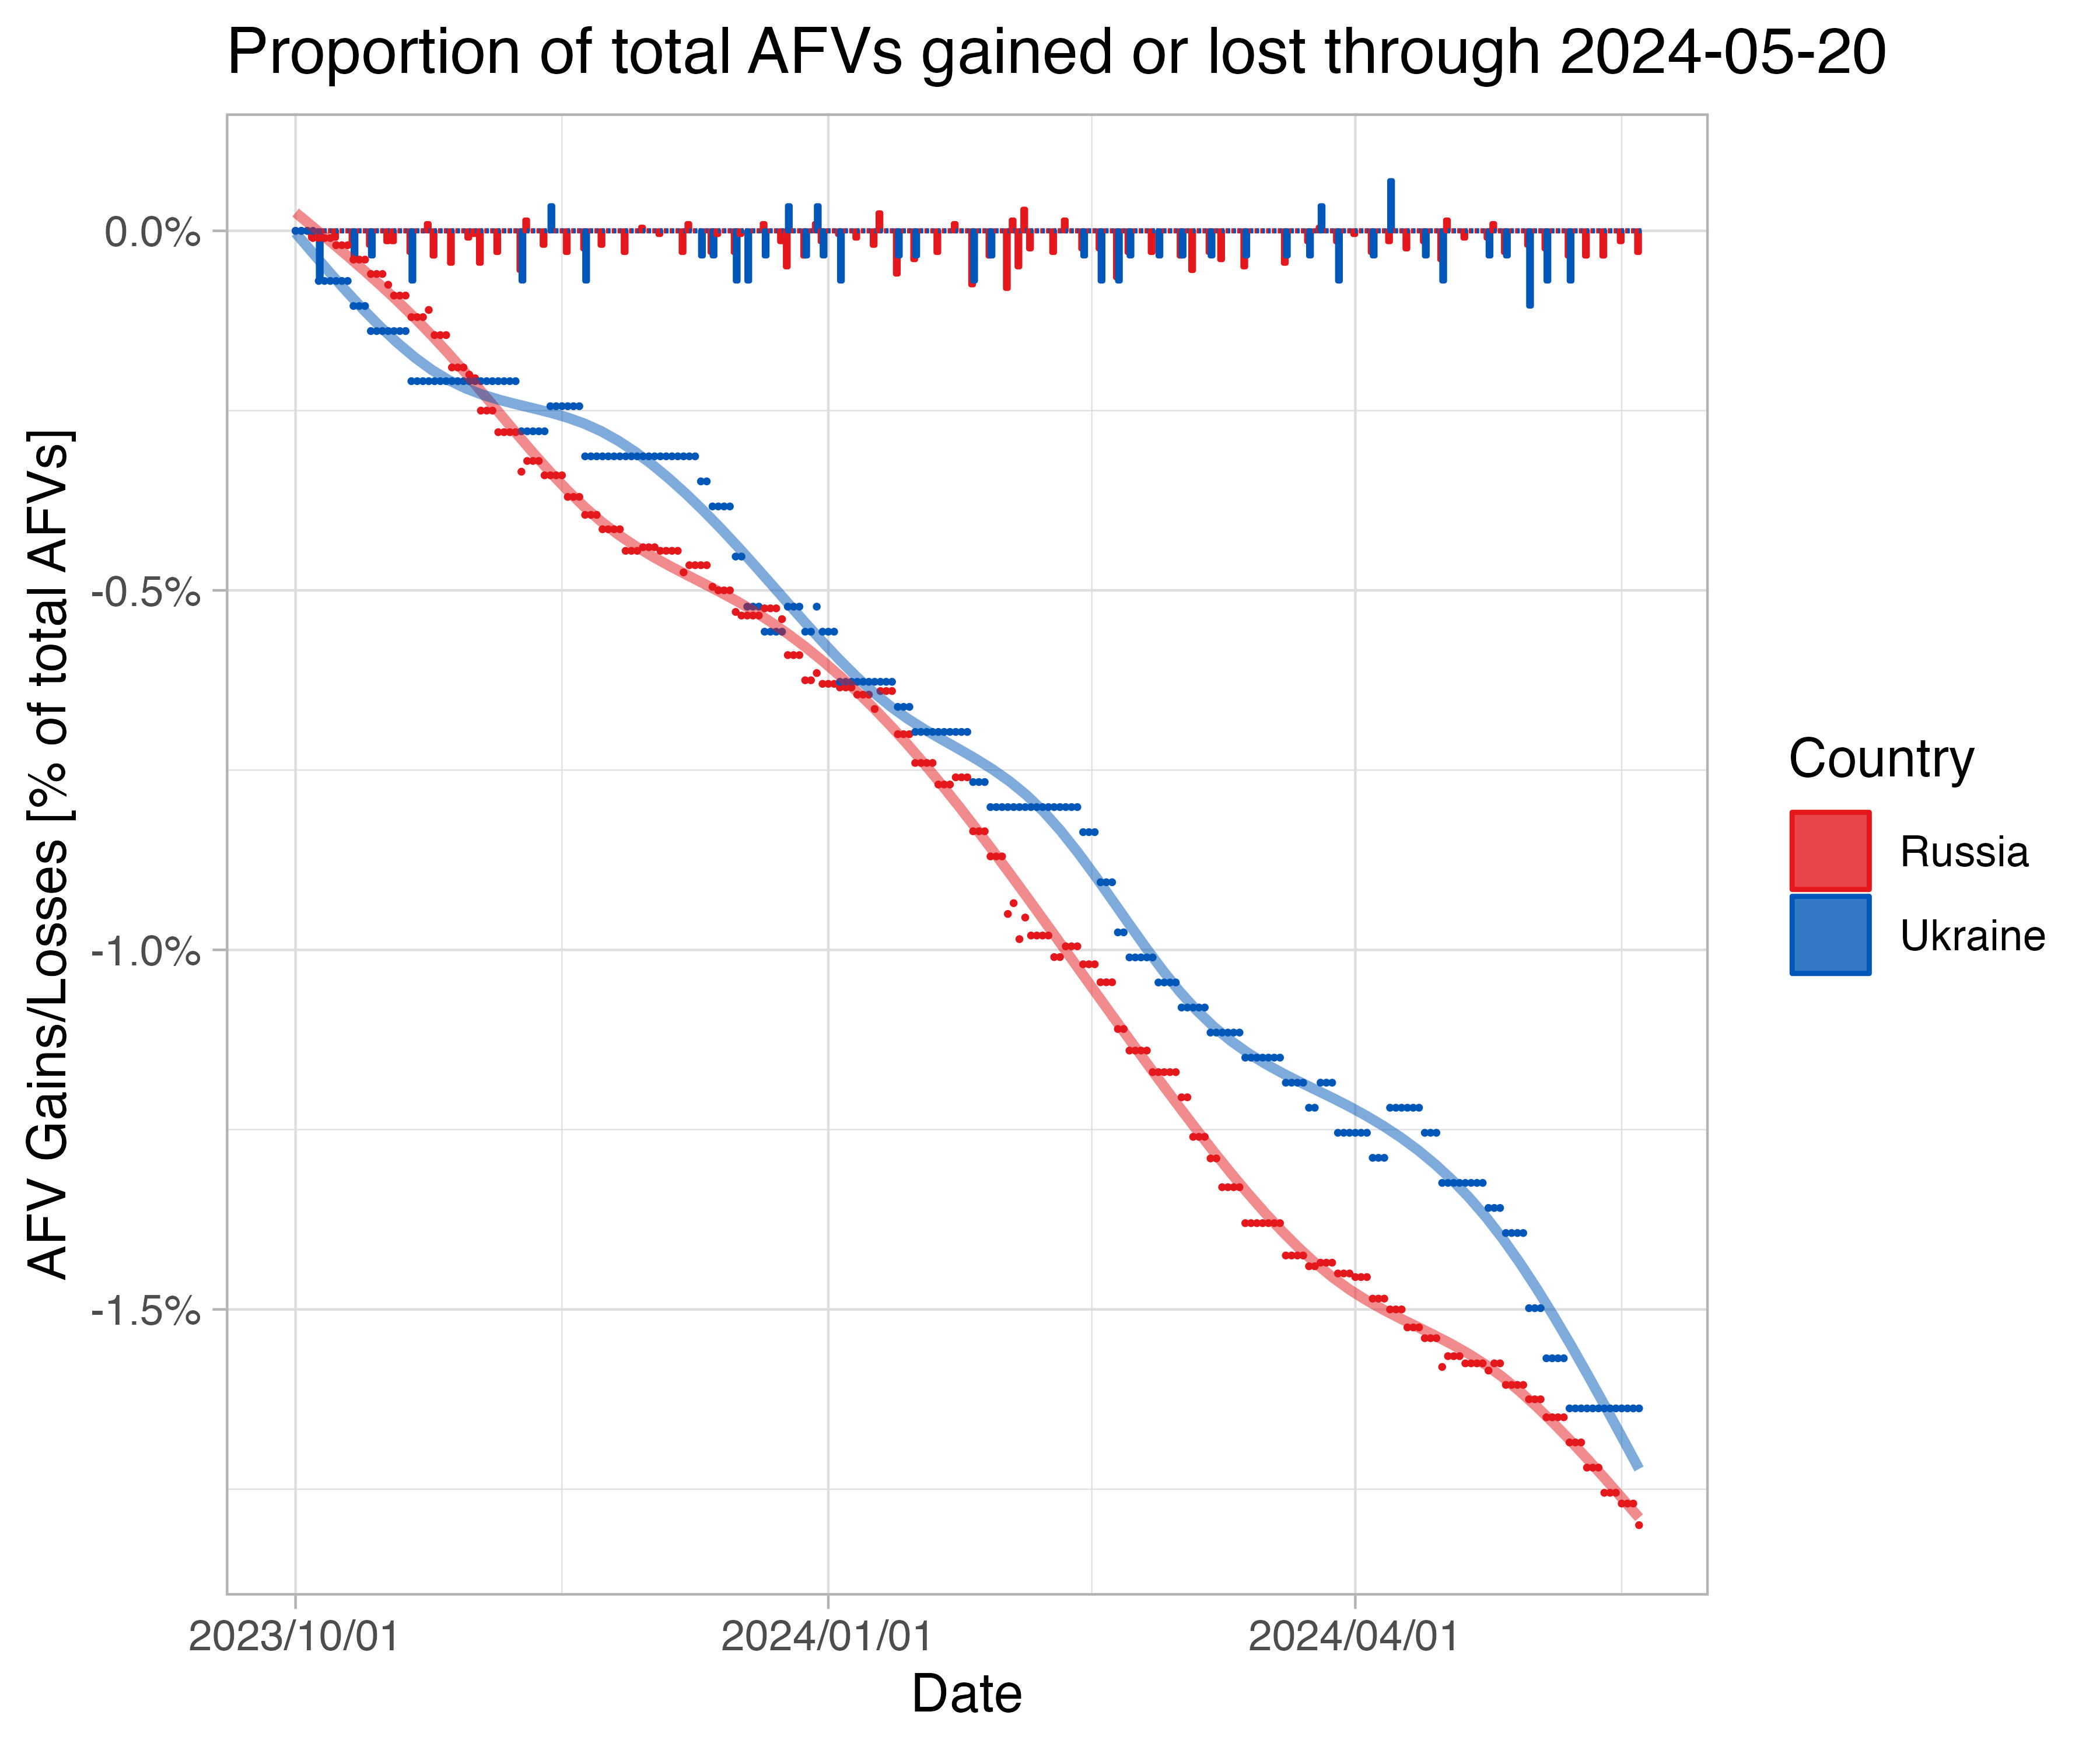 Proportion of total AFVs gained or lost through 2024-05-20
AFV Gains/Losses [% of total AFVs]
0.0%
-0.5%
-1.0%
-1.5%
2023/10/01
2024/01/01
2024/04/01
Date
Country
Russia
Ukraine